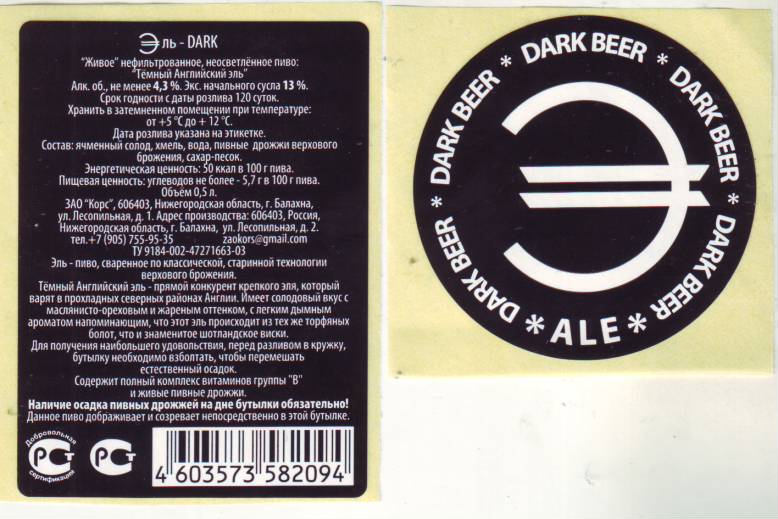 Эль - DARK
"Живое" нефильтрованное, неосветлённое пиво:
"Тёмный Английский эль"
Алк. об., не менее 4,3 %. Экс. начального сусла 13 %.
Срок годности с даты розлива 120 суток.
Хранить в затемненном помещении при температуре:
от +5 °С до + 12 °С.
Дата розлива указана на этикетке.
Состав: ячменный солод, хмель, вода, пивные дрожжи верхового
брожения, сахар-песок.
Энергетическая ценность: 50 ккал в 100 г пива.
Пищевая ценность: углеводов не более - 5,7 г в 100 г пива.
Объём 0,5 л.
ЗАО "Корс", 606403, Нижегородская область, г. Балахна,
ул. Лесопильная, д. 1. Адрес производства: 606403, Россия,
Нижегородская область, г. Балахна, ул. Лесопильная, д. 2.
тел.+7 (905) 755-95-35 zaokors@gmail.com
ТУ 9184-002-47271663-03
Эль - пиво, сваренное по классической, старинной технологии
верхового брожения.
Тёмный Английский эль - прямой конкурент крепкого эля, который
варят в прохладных северных районах Англии. Имеет солодовый вкус с
маслянисто-ореховым и жареным оттенком, с легким дымным
ароматом напоминающим, что этот эль происходит из тех же торфяных
болот, что и знаменитое шотландское виски.
Для получения наибольшего удовольствия, перед разливом в кружку,
бутылку необходимо взболтать, чтобы перемешать
естественный осадок.
Содержит полный комплекс витаминов группы "В"
и живые пивные дрожжи.
Наличие осадка пивных дрожжей на дне бутылки обязательно!
Данное пиво дображивает и созревает непосредственно в этой бутылке.
Добровольная
РСТ
сертификация
РСТ
4 603573 582094
DARK BEER * DARK BEER * DARK BEER * DARK BEER * DARK BEER * ALE *
Э